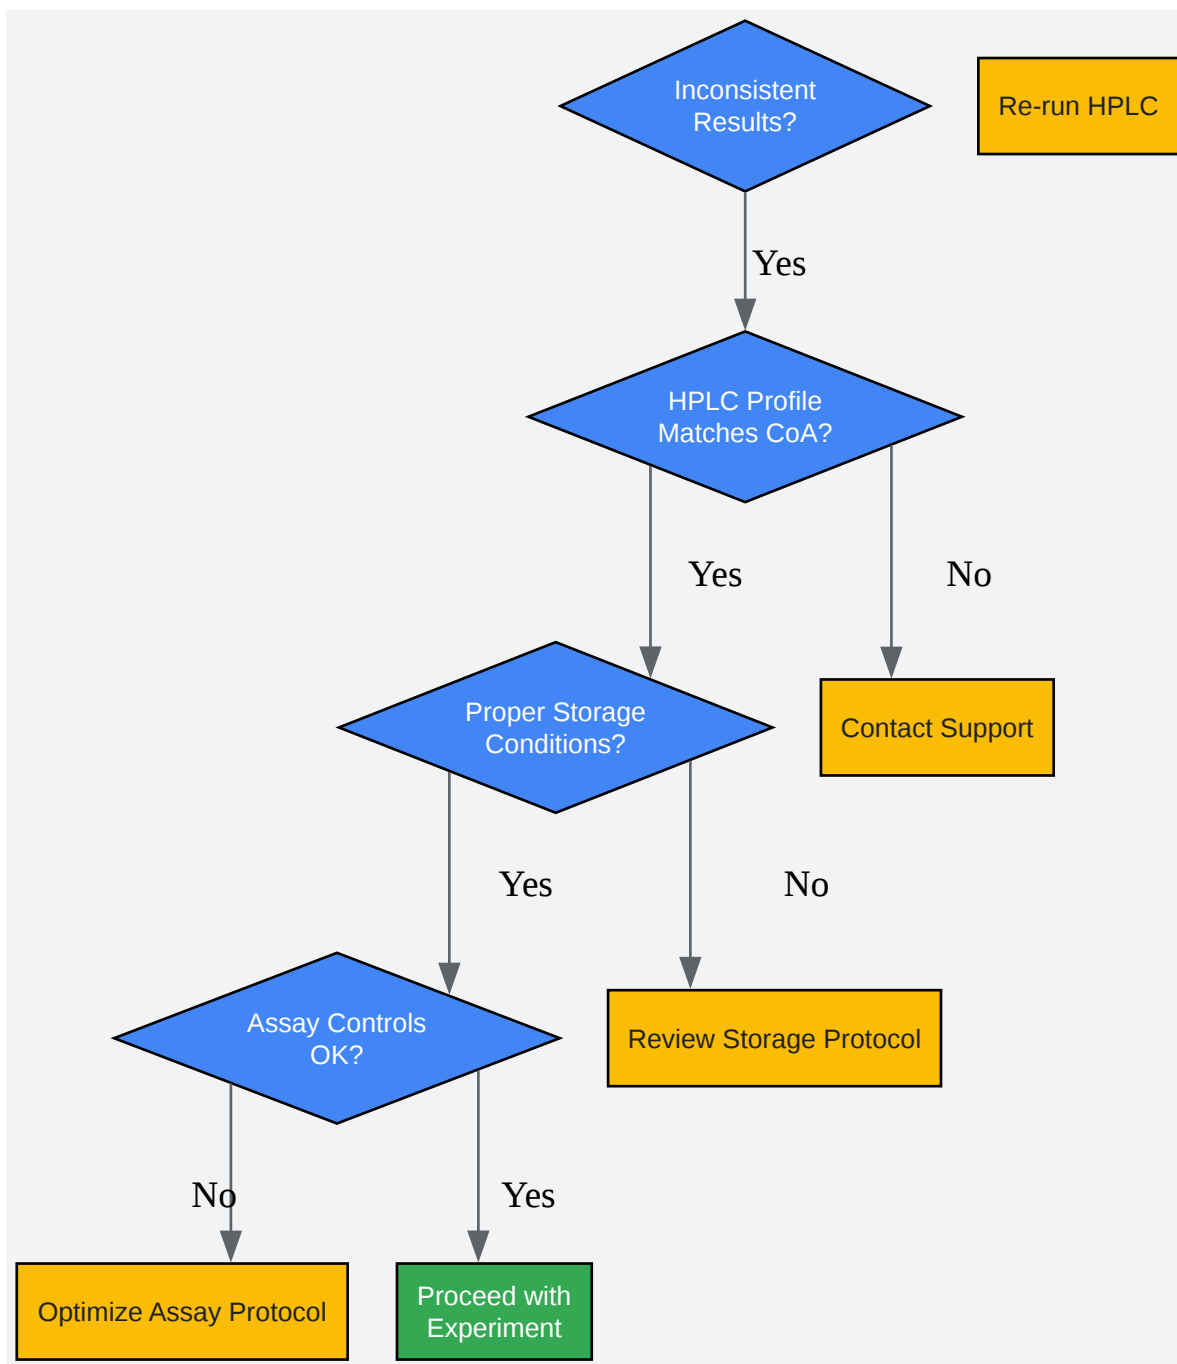 Inconsistent
Results?
Re-run HPLC
Yes
HPLC Profile
Matches CoA?
Yes
No
Proper Storage
Conditions?
Contact Support
Yes
No
Assay Controls
OK?
Review Storage Protocol
No
Yes
Optimize Assay Protocol
Proceed with
Experiment